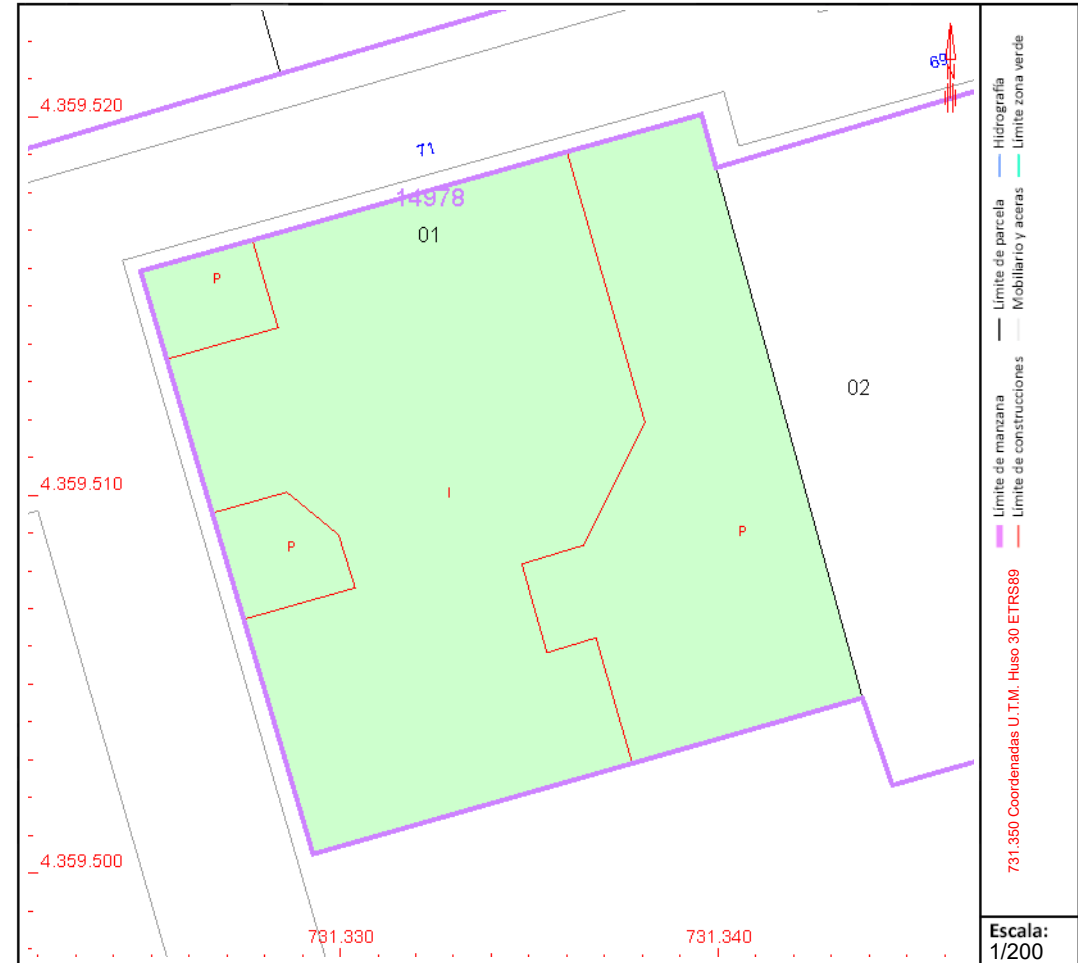 69
N
4.359.520
71
14978
01
P
02
4.359.510
I
P
P
4.359.500
731.330
731.340
Hidrografía
Límite zona verde
Límite de parcela
Mobiliario y aceras
Límite de manzana
Límite de construcciones
731.350 Coordenadas U.T.M. Huso 30 ETRS89
Escala:
1/200